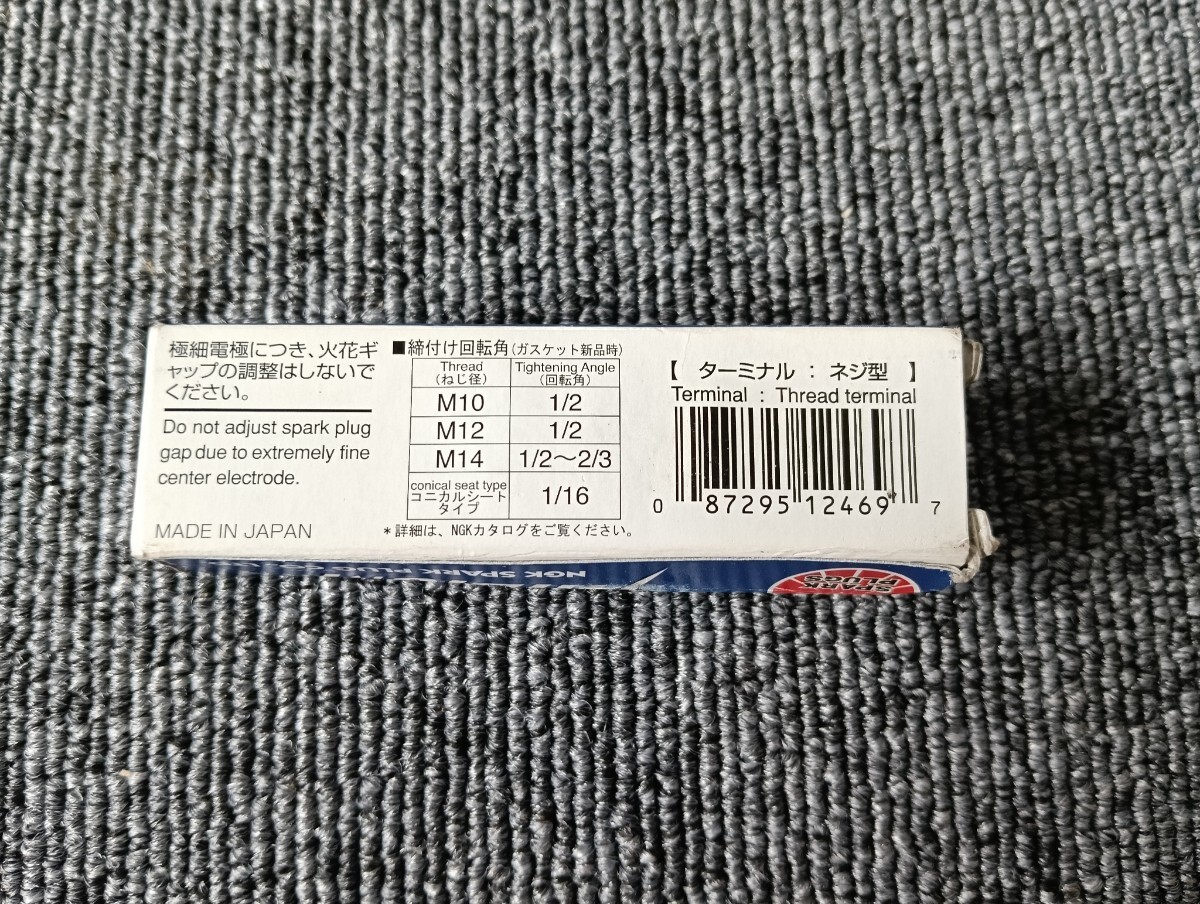 極細電極につき、火花ギ
ャップの調整はしないで
ください。
Do not adjust spark plug
gap due to extremely fine
center electrode.
MADE IN JAPAN
■締付け回転角(ガスケット新品時)
Thread
(ねじ径)
Tightening Angle
(回転角)
M10 1/2
M12 1/2
M14 1/2〜2/3
conical seat type
コニカルシート
タイプ
1/16
*詳細は、NGKカタログをご覧ください。
【 ターミナル : ネジ型 】
Terminal : Thread terminal
0 87295 12469 7
NGK SPARK
SPARK
PLUGS